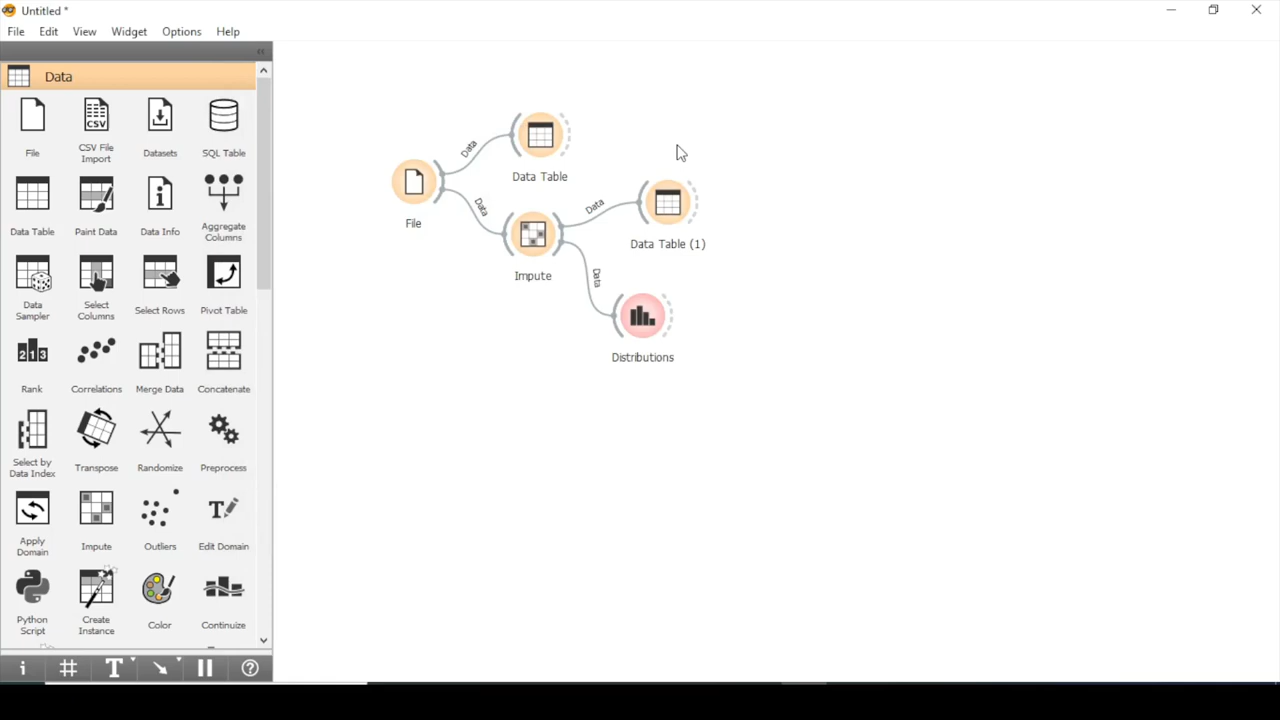 Untitled *
File Edit View Widget Options Help
Data
CSV
File CSV File Import Datasets SQL Table
Data Table Paint Data Data Info Aggregate Columns
Data Sampler Select Columns Select Rows Pivot Table
213
Rank Correlations Merge Data Concatenate
Select by Data Index Transpose Randomize Preprocess
T
Apply Domain Impute Outliers Edit Domain
Python Script Create Instance Color Continuize
i # T ?
Data
Data Table
File
Data
Data
Data Table (1)
Impute
Data
Distributions